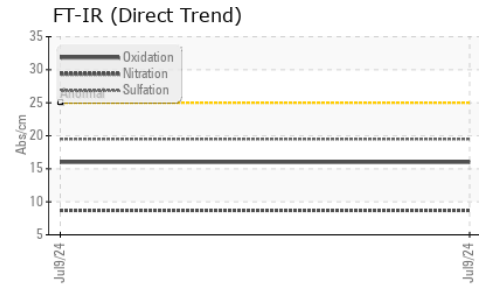 FT-IR (Direct Trend)
35
30
25
20
15
10
5
Abs/cm
Oxidation
Nitration
Sulfation
Abnormal
Jul9/24
Jul9/24